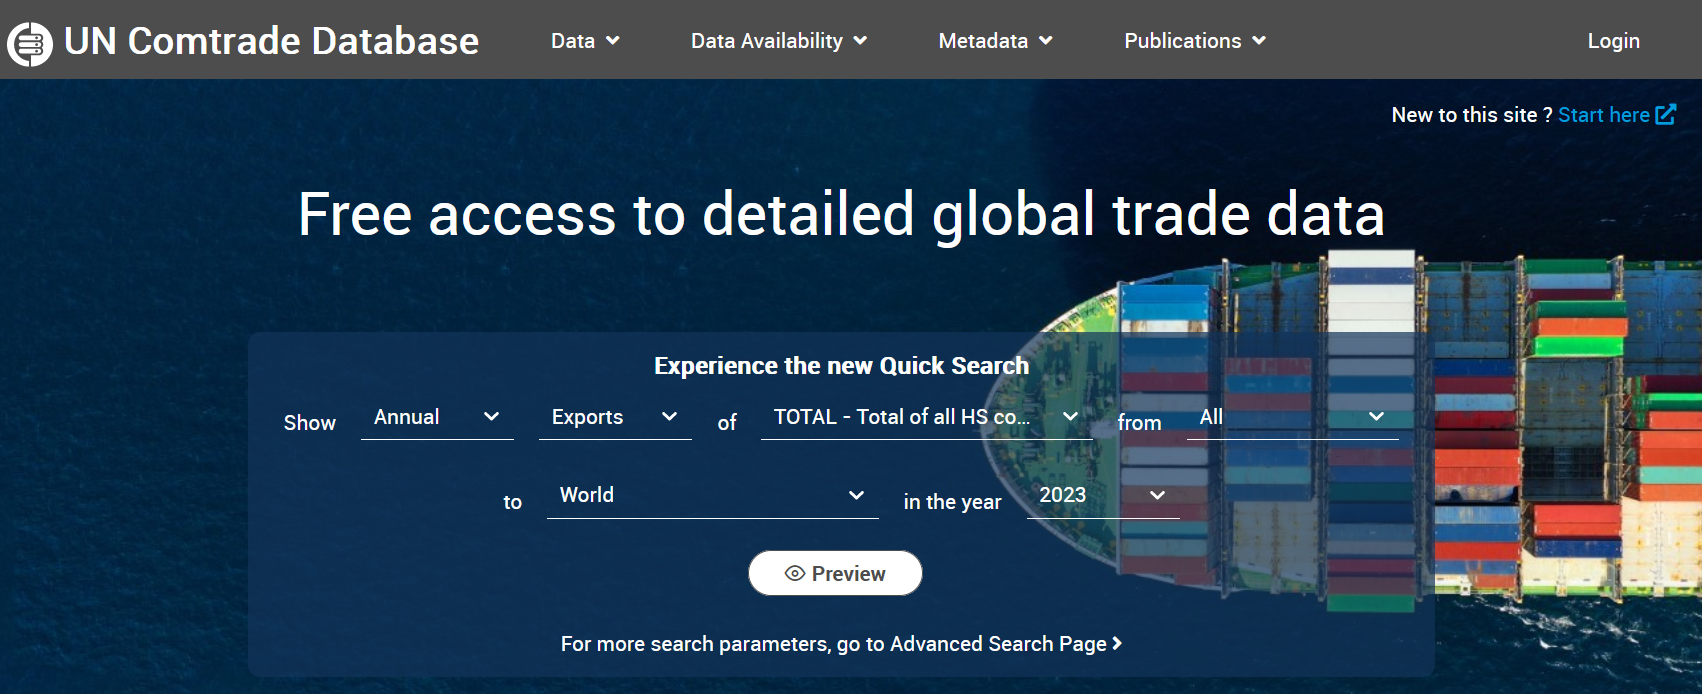 UN Comtrade Database Data Data Availability Metadata Publications Login
New to this site ? Start here
Free access to detailed global trade data
Experience the new Quick Search
Show Annual Exports of TOTAL - Total of all HS co... from All
to World in the year 2023
Preview
For more search parameters, go to Advanced Search Page